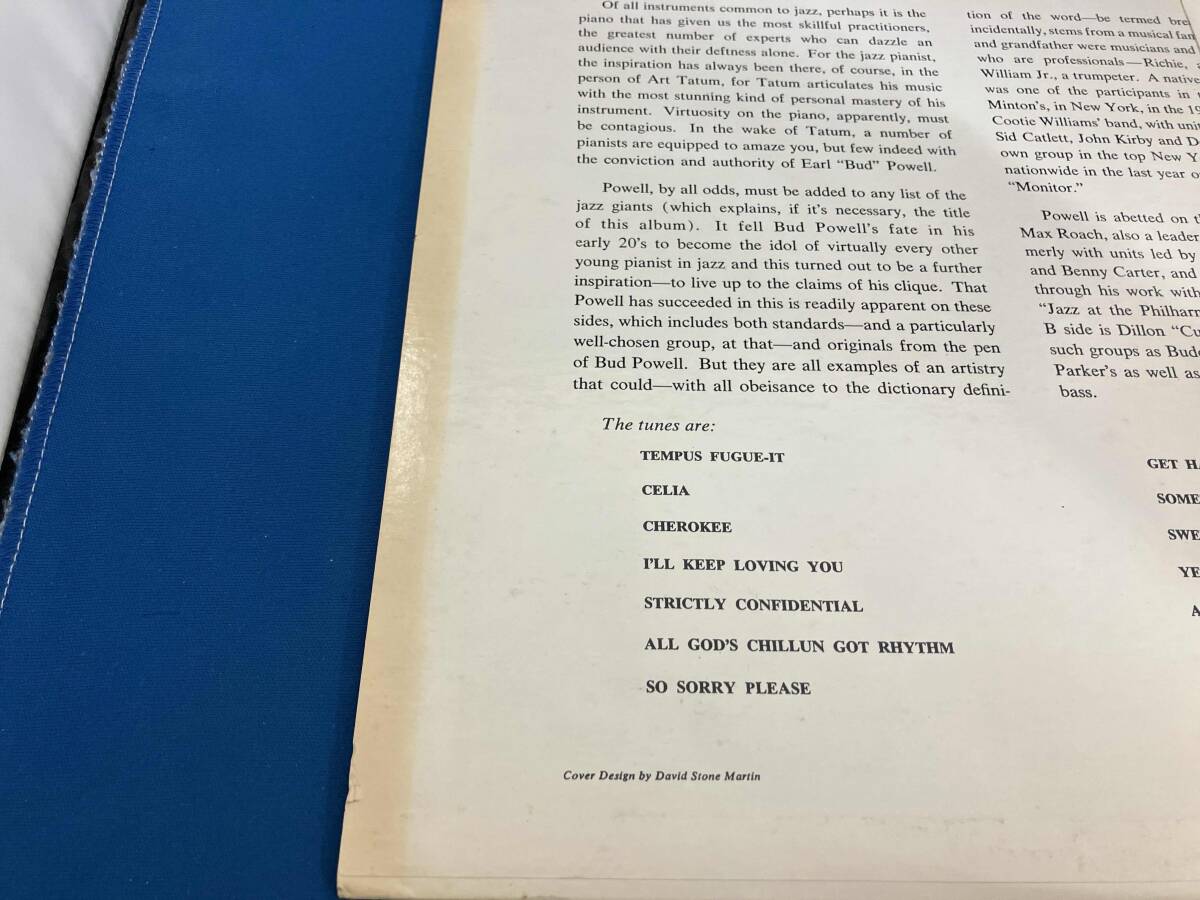 Of all instruments common to jazz, perhaps it is the
piano that has given us the most skillful practitioners,
the greatest number of experts who can dazzle an
audience with their deftness alone. For the jazz pianist,
the inspiration has always been there, of course, in the
person of Art Tatum, for Tatum articulates his music
with the most stunning kind of personal mastery of his
instrument. Virtuosity on the piano, apparently, must
be contagious. In the wake of Tatum, a number of
pianists are equipped to amaze you, but few indeed with
the conviction and authority of Earl "Bud" Powell.
Powell, by all odds, must be added to any list of the
jazz giants (which explains, if it's necessary, the title
of this album). It fell Bud Powell's fate in his
early 20's to become the idol of virtually every other
young pianist in jazz and this turned out to be a further
inspiration—to live up to the claims of his clique. That
Powell has succeeded in this is readily apparent on these
sides, which includes both standards—and a particularly
well-chosen group, at that—and originals from the pen
of Bud Powell. But they are all examples of an artistry
that could—with all obeisance to the dictionary defini-
tion of the word—be termed
incidentally, stems from a musical
and grandfather were musicians and
who are professionals—Richie,
William Jr., a trumpeter. A native
was one of the participants in
Minton's, in New York, in the
Cootie Williams' band, with
Sid Catlett, John Kirby and
own group in the top New
nationwide in the last year
"Monitor."
Powell is abetted on
Max Roach, also a leader
merly with units led by
and Benny Carter, and
through his work with
"Jazz at the
B side is Dillon
such groups as
Parker's as well as
bass.
The tunes are:
TEMPUS FUGUE-IT
CELIA
CHEROKEE
I'LL KEEP LOVING YOU
STRICTLY CONFIDENTIAL
ALL GOD'S CHILLUN GOT RHYTHM
SO SORRY PLEASE
GET
SOME
SWE
YE
A
Cover Design by David Stone Martin